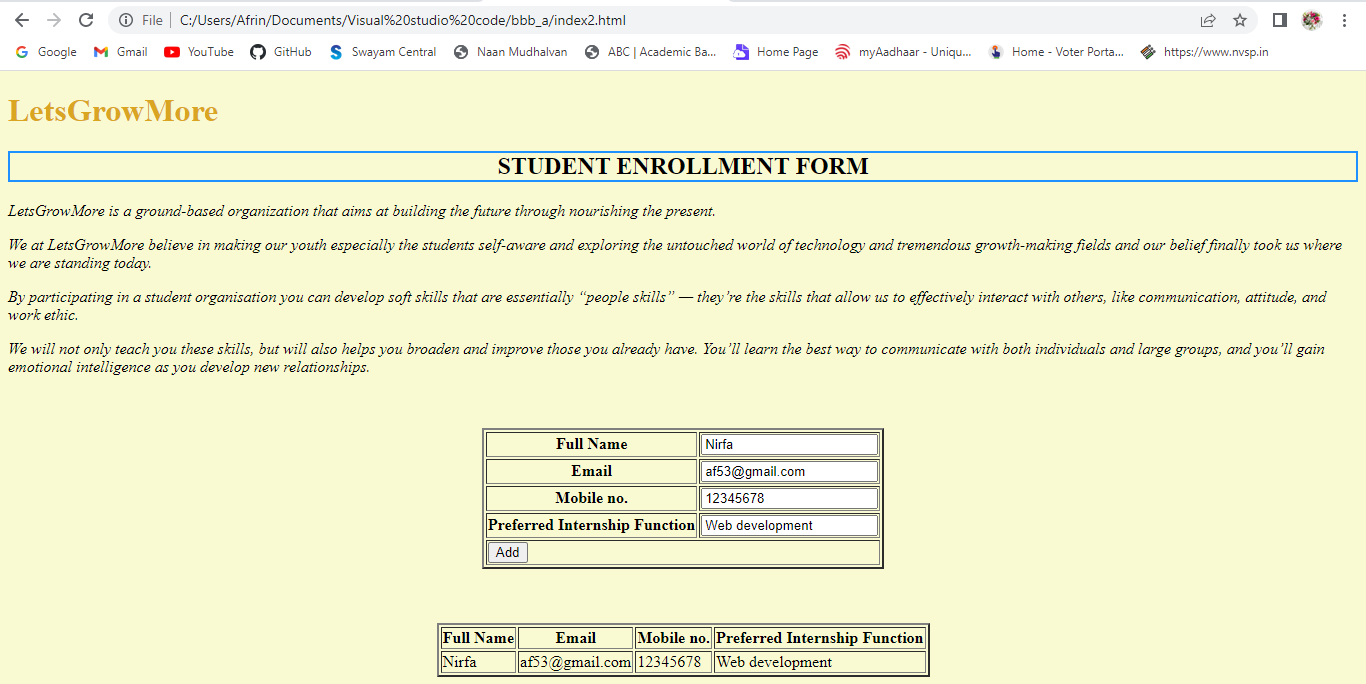 File C:/Users/Afrin/Documents/Visual%20studio%20code/bbb_a/index2.html
Google Gmail YouTube GitHub Swayam Central Naan Mudhalvan ABC | Academic Ba... Home Page myAadhaar - Uniqu... Home - Voter Porta... https://www.nvsp.in
LetsGrowMore
STUDENT ENROLLMENT FORM
LetsGrowMore is a ground-based organization that aims at building the future through nourishing the present.
We at LetsGrowMore believe in making our youth especially the students self-aware and exploring the untouched world of technology and tremendous growth-making fields and our belief finally took us where
we are standing today.
By participating in a student organisation you can develop soft skills that are essentially “people skills” — they’re the skills that allow us to effectively interact with others, like communication, attitude, and
work ethic.
We will not only teach you these skills, but will also helps you broaden and improve those you already have. You’ll learn the best way to communicate with both individuals and large groups, and you’ll gain
emotional intelligence as you develop new relationships.
Full Name Nirfa
Email af53@gmail.com
Mobile no. 12345678
Preferred Internship Function Web development
Add
Full Name Email Mobile no. Preferred Internship Function
Nirfa af53@gmail.com 12345678 Web development